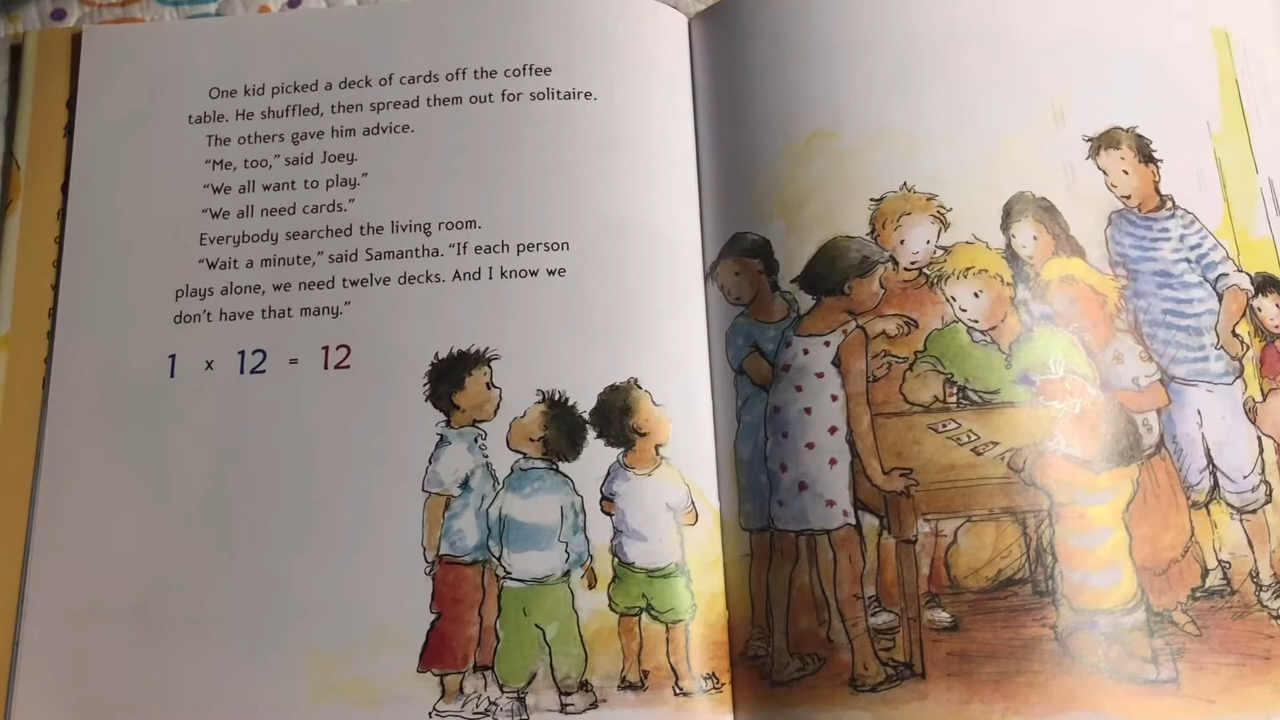 One kid picked a deck of cards off the coffee
table. He shuffled, then spread them out for solitaire.
The others gave him advice.
“Me, too,” said Joey.
“We all want to play.”
“We all need cards.”
Everybody searched the living room.
“Wait a minute,” said Samantha. “If each person
plays alone, we need twelve decks. And I know we
don’t have that many.”
1 x 12 = 12